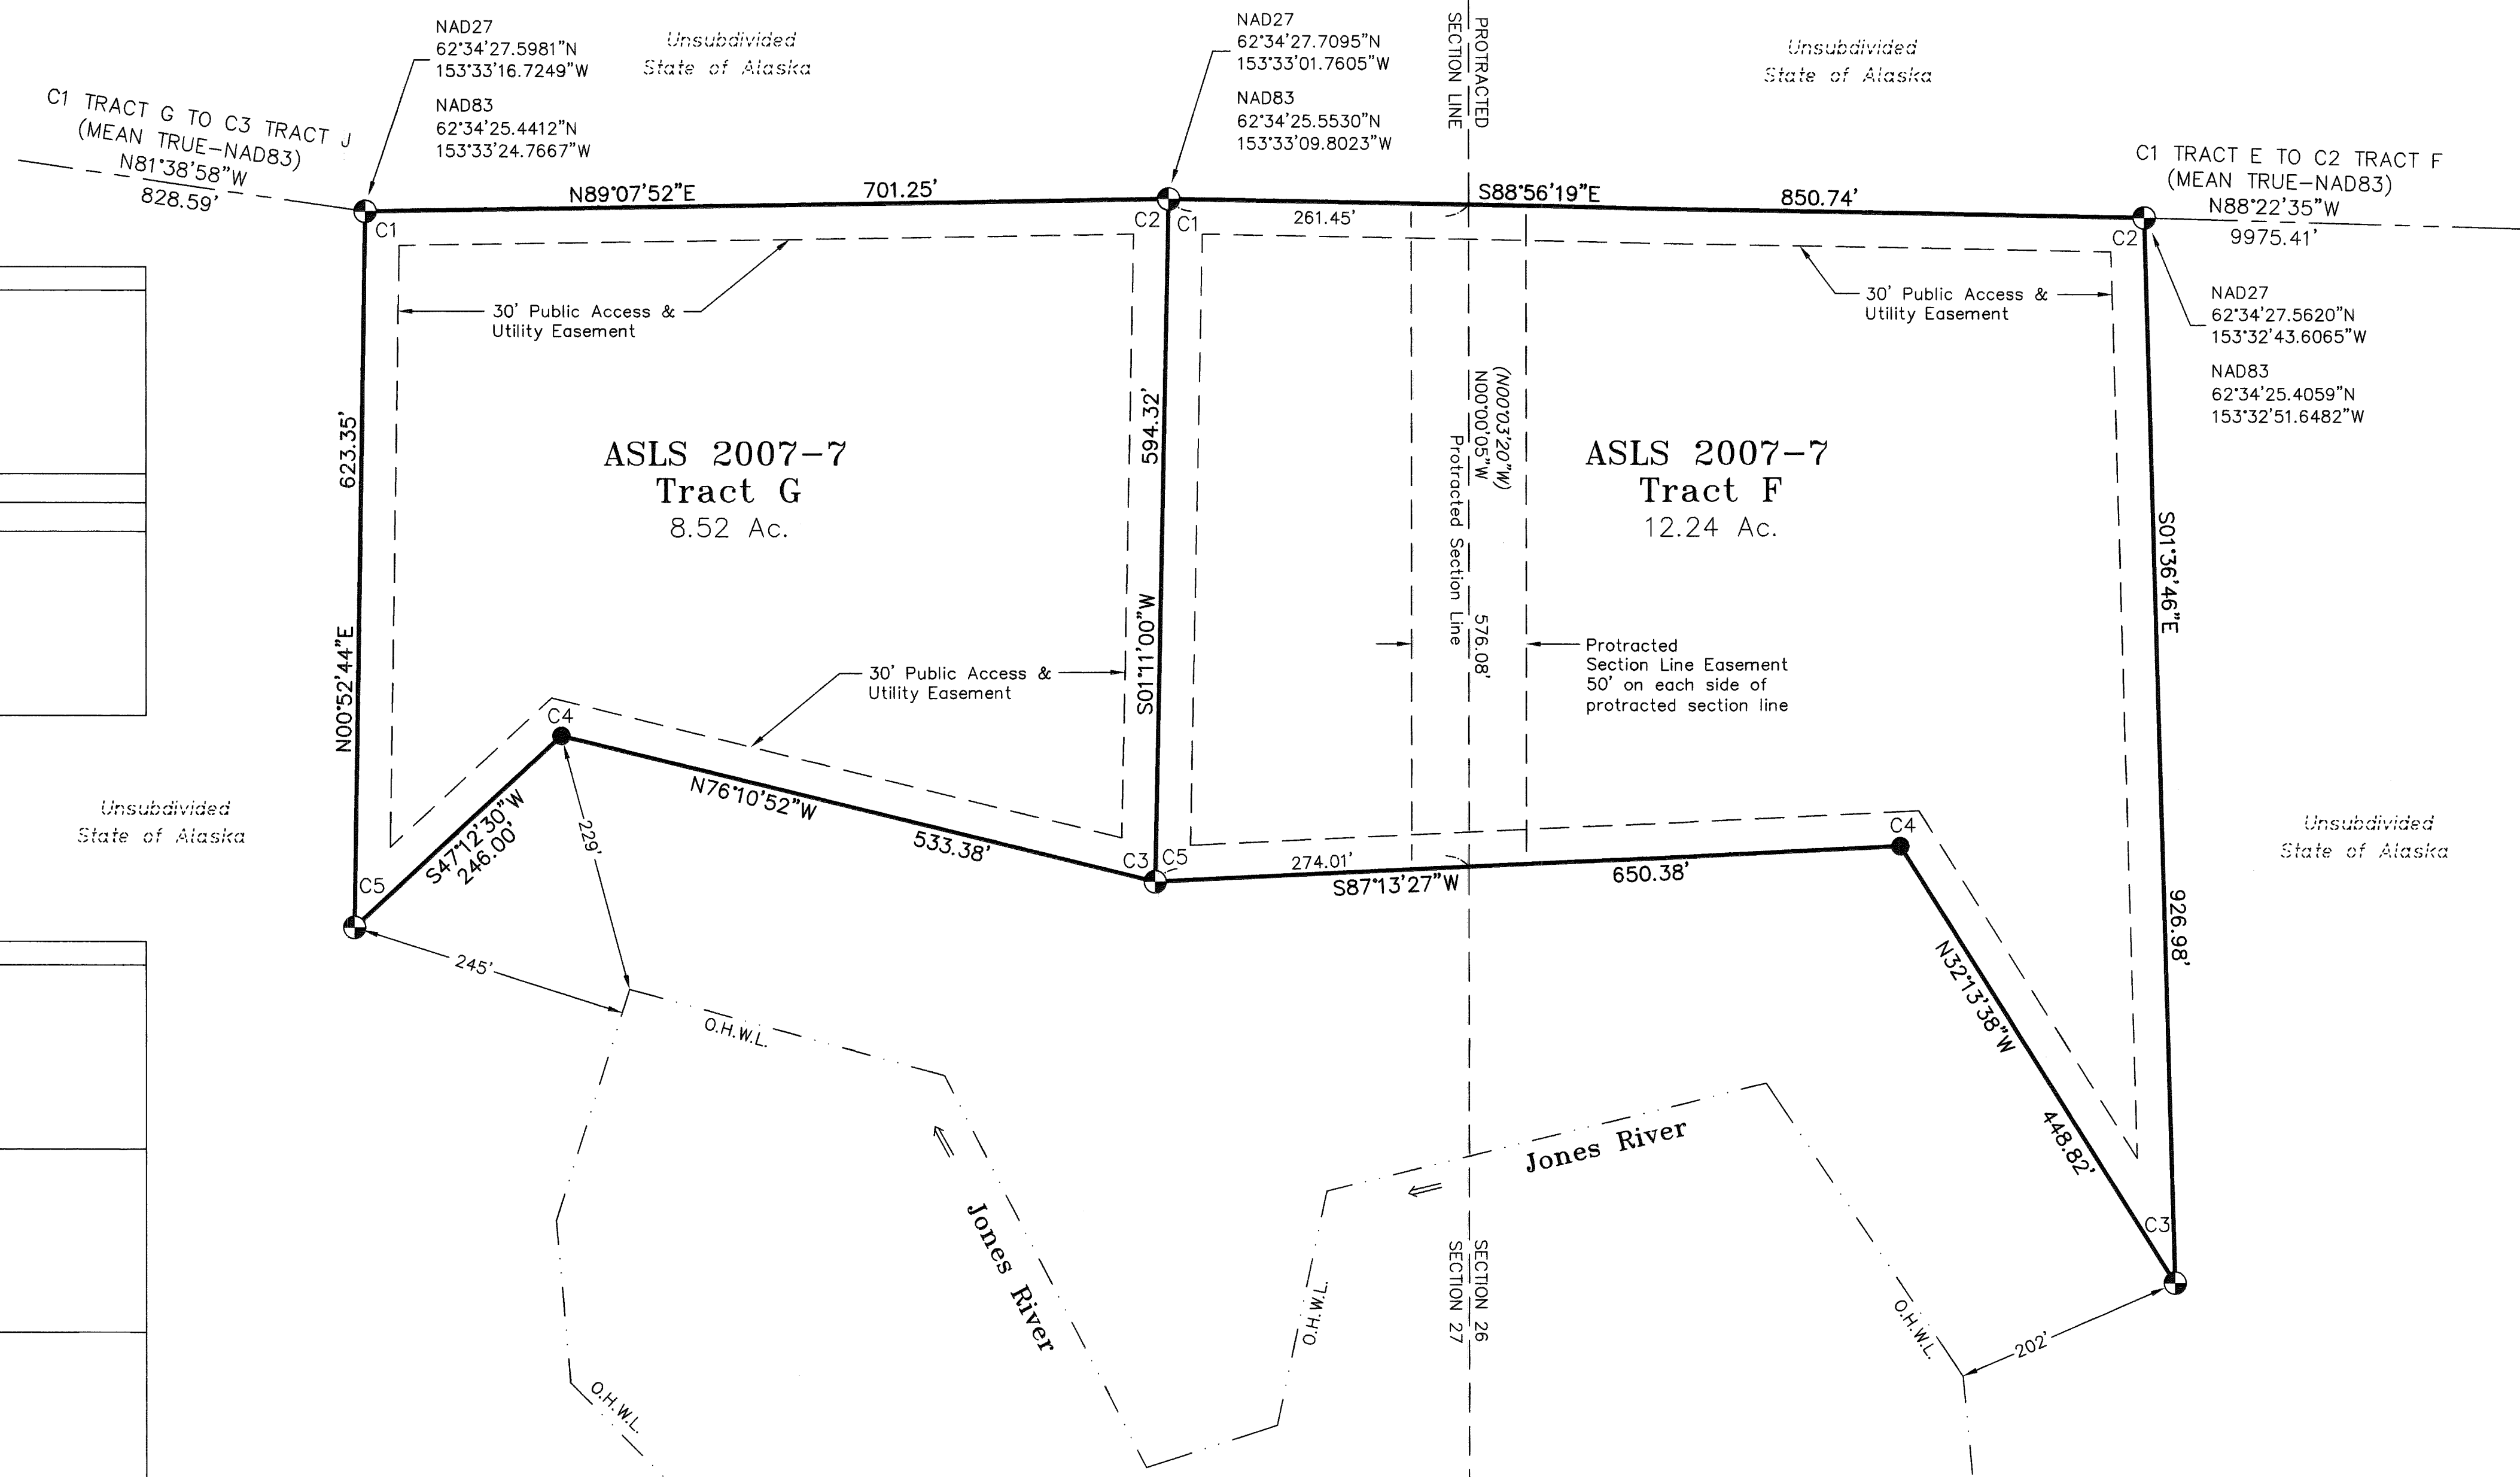 NAD27
62°34'27.5981"N
153°33'16.7249"W
NAD83
62°34'25.4412"N
153°33'24.7667"W
Unsubdivided
State of Alaska
NAD27
62°34'27.7095"N
153°33'01.7605"W
NAD83
62°34'25.5530"N
153°33'09.8023"W
PROTRACTED
SECTION LINE
Unsubdivided
State of Alaska
C1 TRACT G TO C3 TRACT J
(MEAN TRUE-NAD83)
N81°38'58"W
828.59'
C1 TRACT E TO C2 TRACT F
(MEAN TRUE-NAD83)
N88°22'35"W
9975.41'
N89°07'52"E 701.25'
S88°56'19"E 850.74'
261.45'
C1
C2
C1
C2
30' Public Access &
Utility Easement
30' Public Access &
Utility Easement
NAD27
62°34'27.5620"N
153°32'43.6065"W
NAD83
62°34'25.4059"N
153°32'51.6482"W
623.35'
N00°52'44"E
594.32'
S01°11'00"W
(N00°03'20"W)
N00°00'05"W
Protracted Section Line
576.08'
ASLS 2007-7
Tract G
8.52 Ac.
ASLS 2007-7
Tract F
12.24 Ac.
S01°36'46"E
926.98'
30' Public Access &
Utility Easement
Protracted
Section Line Easement
50' on each side of
protracted section line
C4
N76°10'52"W
533.38'
S47°12'30"W
246.00'
C5
C3
C5
274.01'
S87°13'27"W
650.38'
C4
Unsubdivided
State of Alaska
Unsubdivided
State of Alaska
229'
245'
N32°13'38"W
448.82'
C3
202'
O.H.W.L.
Jones River
Jones River
O.H.W.L.
O.H.W.L.
O.H.W.L.
SECTION 26
SECTION 27